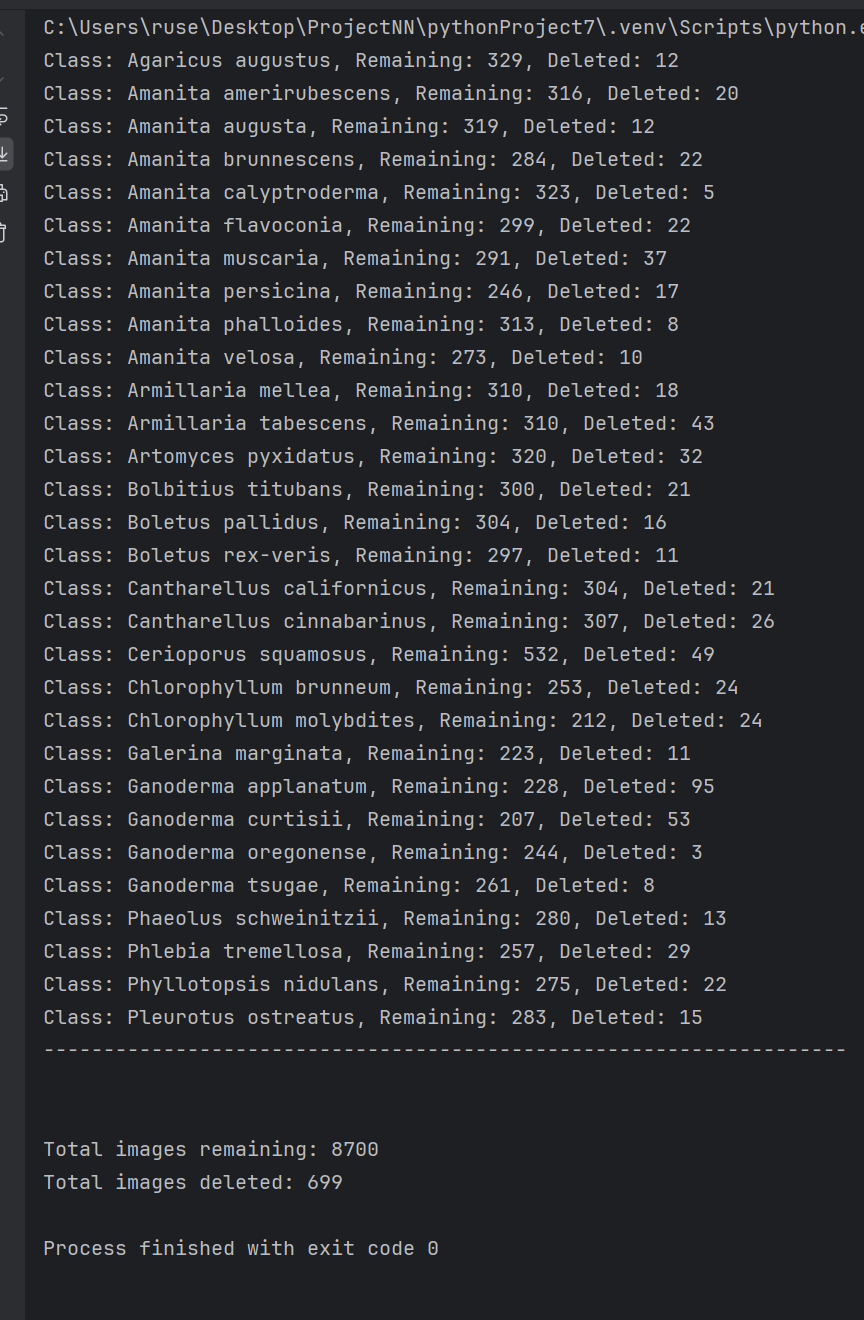 C:\Users\ruse\Desktop\ProjectNN\pythonProject7\.venv\Scripts\python.e
Class: Agaricus augustus, Remaining: 329, Deleted: 12
Class: Amanita amerirubescens, Remaining: 316, Deleted: 20
Class: Amanita augusta, Remaining: 319, Deleted: 12
Class: Amanita brunnescens, Remaining: 284, Deleted: 22
Class: Amanita calyptroderma, Remaining: 323, Deleted: 5
Class: Amanita flavoconia, Remaining: 299, Deleted: 22
Class: Amanita muscaria, Remaining: 291, Deleted: 37
Class: Amanita persicina, Remaining: 246, Deleted: 17
Class: Amanita phalloides, Remaining: 313, Deleted: 8
Class: Amanita velosa, Remaining: 273, Deleted: 10
Class: Armillaria mellea, Remaining: 310, Deleted: 18
Class: Armillaria tabescens, Remaining: 310, Deleted: 43
Class: Artomyces pyxidatus, Remaining: 320, Deleted: 32
Class: Bolbitius titubans, Remaining: 300, Deleted: 21
Class: Boletus pallidus, Remaining: 304, Deleted: 16
Class: Boletus rex-veris, Remaining: 297, Deleted: 11
Class: Cantharellus californicus, Remaining: 304, Deleted: 21
Class: Cantharellus cinnabarinus, Remaining: 307, Deleted: 26
Class: Cerioporus squamosus, Remaining: 532, Deleted: 49
Class: Chlorophyllum brunneum, Remaining: 253, Deleted: 24
Class: Chlorophyllum molybdites, Remaining: 212, Deleted: 24
Class: Galerina marginata, Remaining: 223, Deleted: 11
Class: Ganoderma applanatum, Remaining: 228, Deleted: 95
Class: Ganoderma curtisii, Remaining: 207, Deleted: 53
Class: Ganoderma oregonense, Remaining: 244, Deleted: 3
Class: Ganoderma tsugae, Remaining: 261, Deleted: 8
Class: Phaeolus schweinitzii, Remaining: 280, Deleted: 13
Class: Phlebia tremellosa, Remaining: 257, Deleted: 29
Class: Phyllotopsis nidulans, Remaining: 275, Deleted: 22
Class: Pleurotus ostreatus, Remaining: 283, Deleted: 15
-------------------------------------------------------------------
Total images remaining: 8700
Total images deleted: 699
Process finished with exit code 0